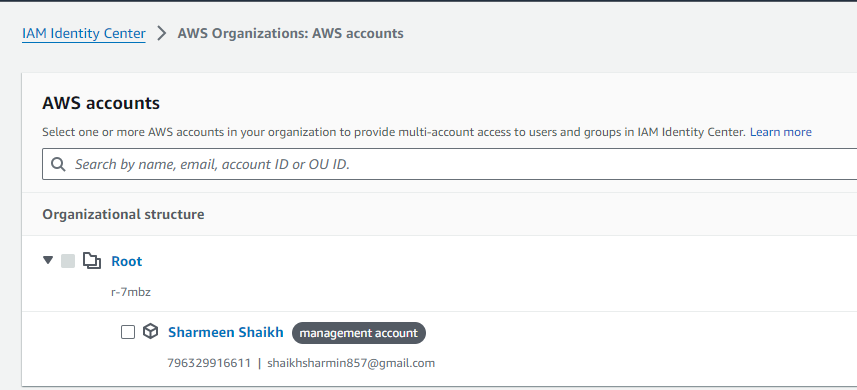 IAM Identity Center > AWS Organizations: AWS accounts
AWS accounts
Select one or more AWS accounts in your organization to provide multi-account access to users and groups in IAM Identity Center. Learn more
Search by name, email, account ID or OU ID.
Organizational structure
Root
r-7mbz
Sharmeen Shaikh management account
796329916611 | shaikhsharmin857@gmail.com